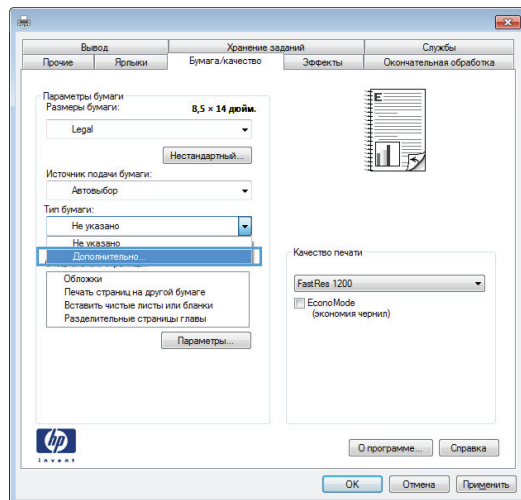 Вывод
Хранение заданий
Службы
Прочие
Ярлыки
Бумага/качество
Эффекты
Окончательная обработка
Параметры бумаги
Размеры бумаги:
8,5 × 14 дюйм.
Legal
Нестандартный...
Источник подачи бумаги:
Автовыбор
Тип бумаги:
Не указано
Не указано
Дополнительно...
Обложки
Печать страниц на другой бумаге
Вставить чистые листы или бланки
Разделительные страницы главы
Параметры...
E
Качество печати
FastRes 1200
EconoMode
(экономия чернил)
hp
invent
О программе...
Справка
OK
Отмена
Применить